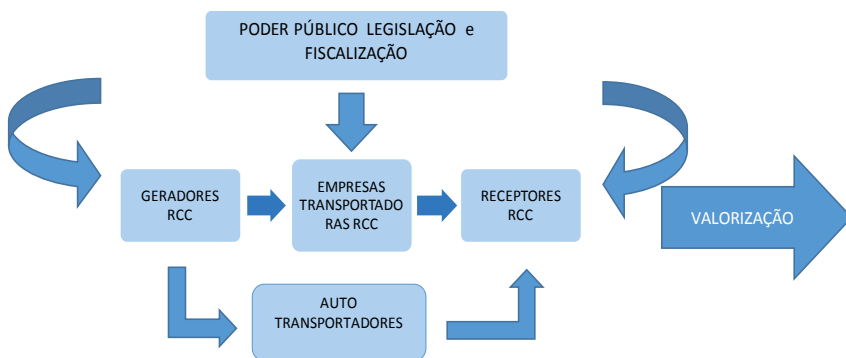 PODER PÚBLICO LEGISLAÇÃO e
FISCALIZAÇÃO
GERADORES
RCC
EMPRESAS
TRANSPORTADO
RAS RCC
RECEPTORES
RCC
VALORIZAÇÃO
AUTO
TRANSPORTADORES